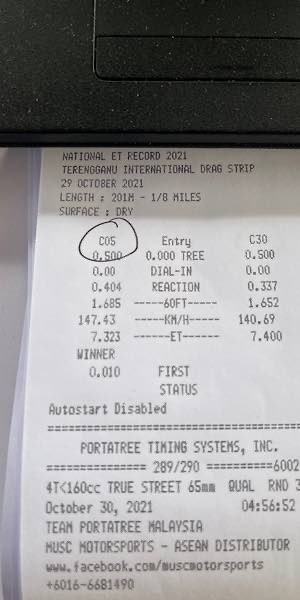 NATIONAL ET RECORD 2021
TERENGGANU INTERNATIONAL DRAG STRIP
29 OCTOBER 2021
LENGTH : 201M - 1/8 MILES
SURFACE : DRY
C05 Entry C30
0.500 0.000 TREE 0.500
0.00 DIAL-IN 0.00
0.404 REACTION 0.337
1.685 -----60FT----- 1.652
147.43 -----KM/H----- 140.69
7.323 ------ET------ 7.400
WINNER
0.010 FIRST
STATUS
Autostart Disabled
========================================
PORTATREE TIMING SYSTEMS, INC.
=============== 289/290 ==========6002
4T<160cc TRUE STREET 65mm QUAL RND 3
October 30, 2021 04:56:52
TEAM PORTATREE MALAYSIA
MUSC MOTORSPORTS - ASEAN DISTRIBUTOR
www.facebook.com/muscmotorsports
+6016-6681490